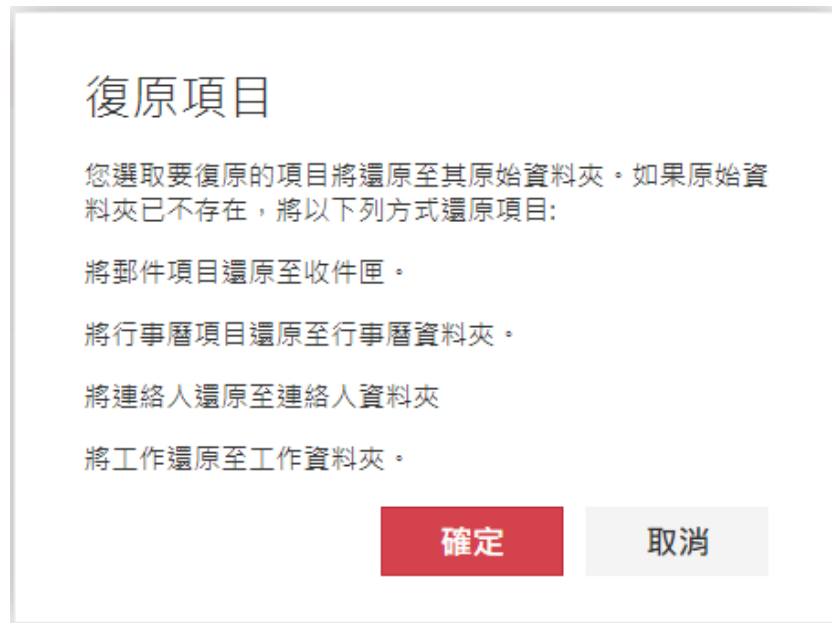 復原項目
您選取要復原的項目將還原至其原始資料夾。如果原始資
料夾已不存在，將以下列方式還原項目:
將郵件項目還原至收件匣。
將行事曆項目還原至行事曆資料夾。
將連絡人還原至連絡人資料夾
將工作還原至工作資料夾。
確定
取消